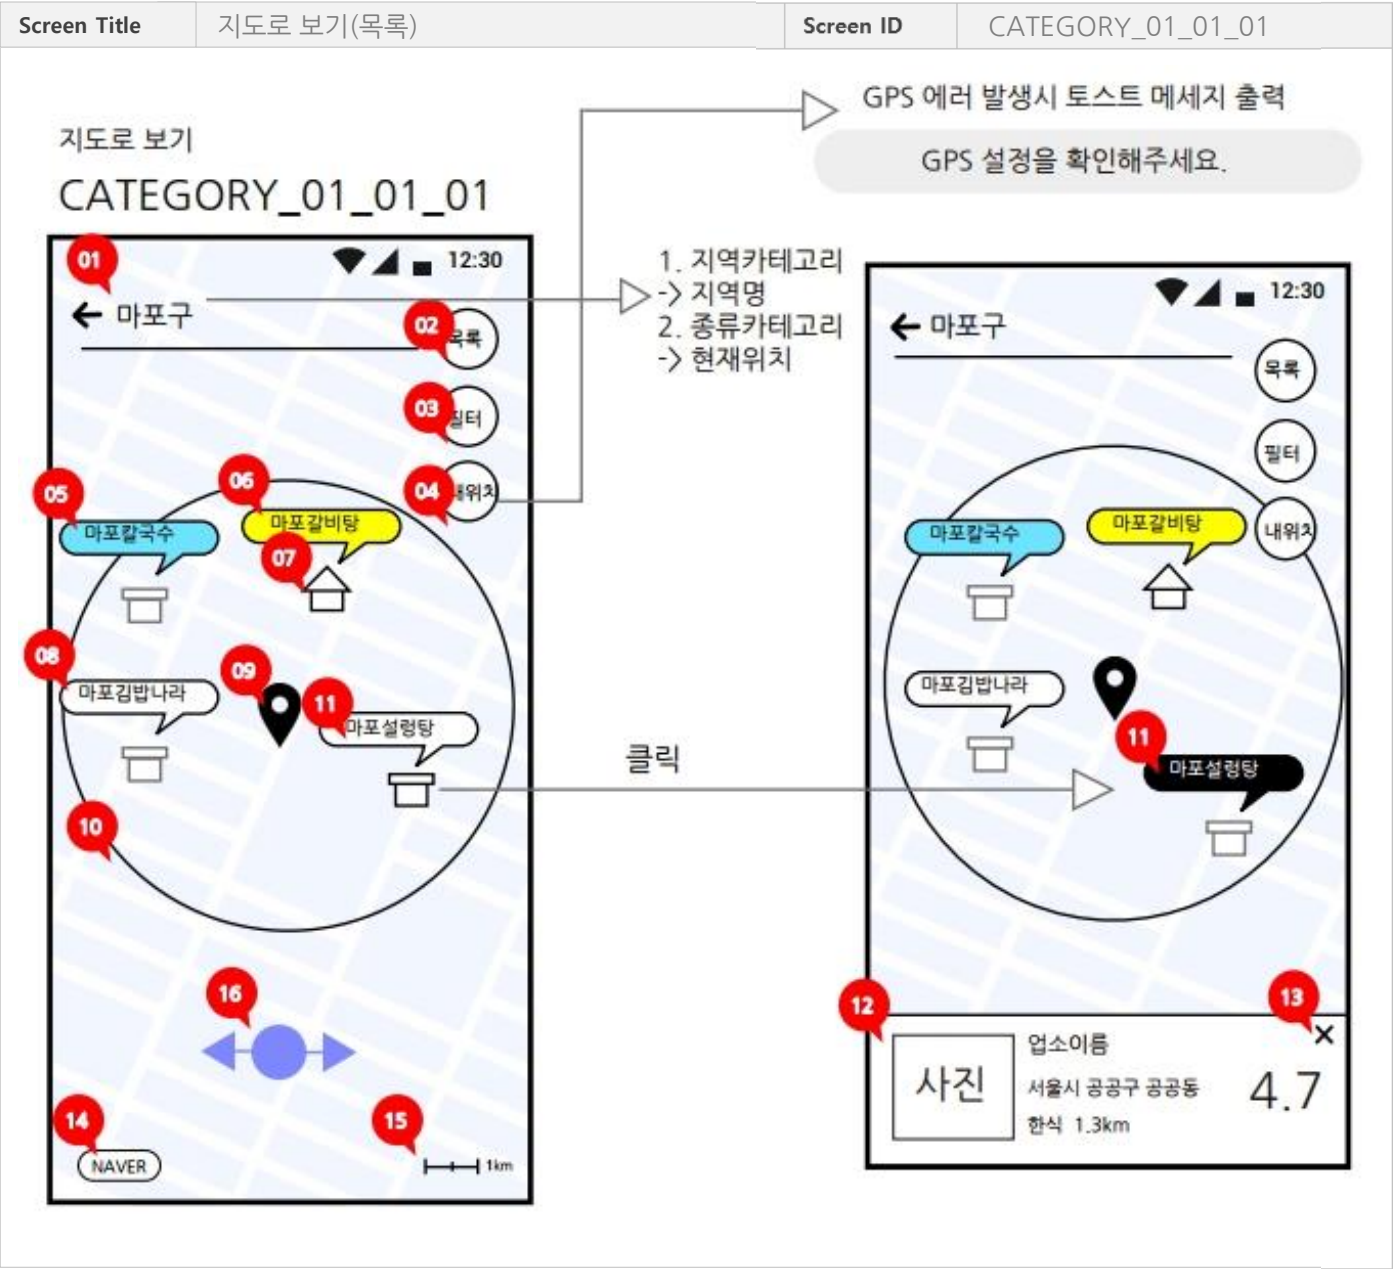 Screen Title
지도로 보기(목록)
Screen ID
CATEGORY_01_01_01
GPS 에러 발생시 토스트 메세지 출력
GPS 설정을 확인해주세요.
지도로 보기
CATEGORY_01_01_01
01
12:30
마포구
02
목록
03
필터
04
내위치
05
마포칼국수
06
마포갈비탕
07
08
마포김밥나라
09
11
마포설렁탕
10
16
14
NAVER
15
1km
1. 지역카테고리
-> 지역명
2. 종류카테고리
-> 현재위치
클릭
12:30
마포구
목록
필터
내위치
마포칼국수
마포갈비탕
마포김밥나라
11
마포설렁탕
12
13
사진
업소이름
서울시 공공구 공공동
한식 1.3km
4.7